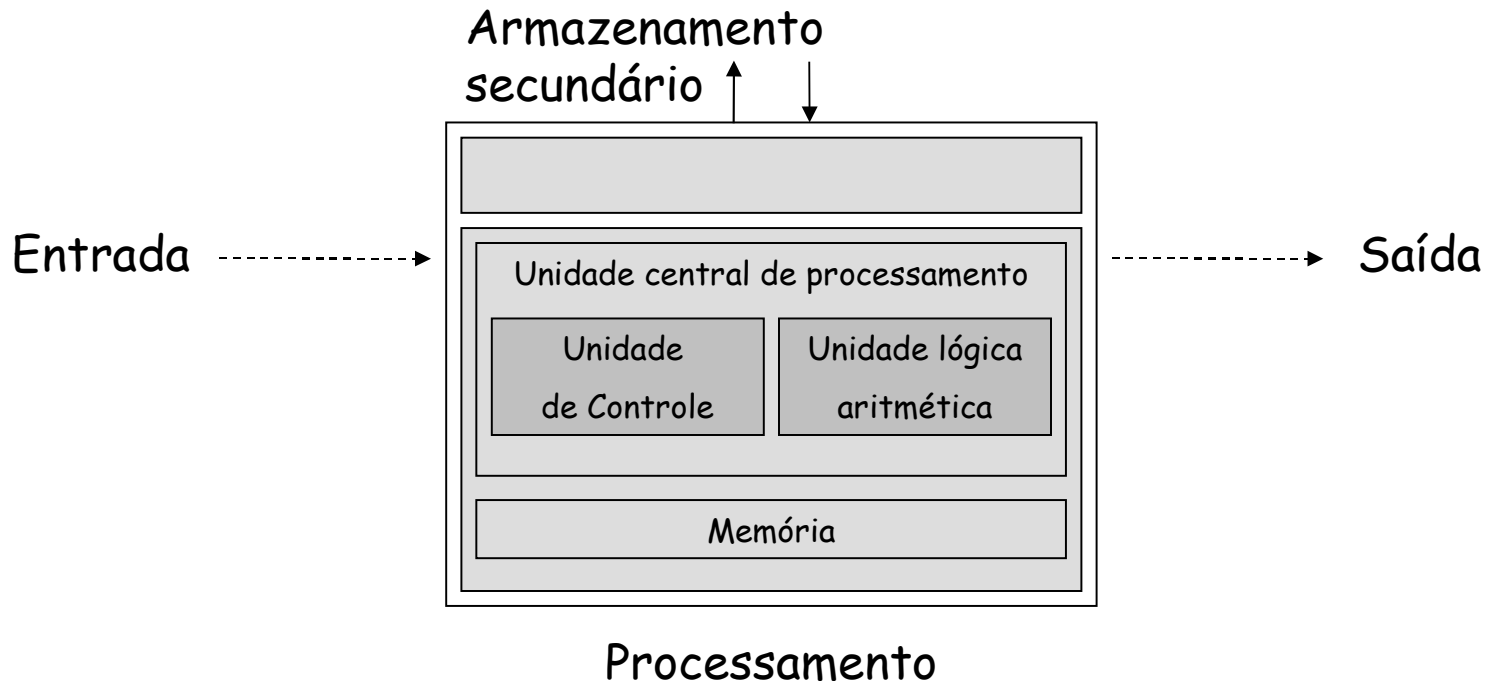 Armazenamento
secundário
Entrada
Saída
Unidade central de processamento
Unidade
de Controle
Unidade lógica
aritmética
Memória
Processamento